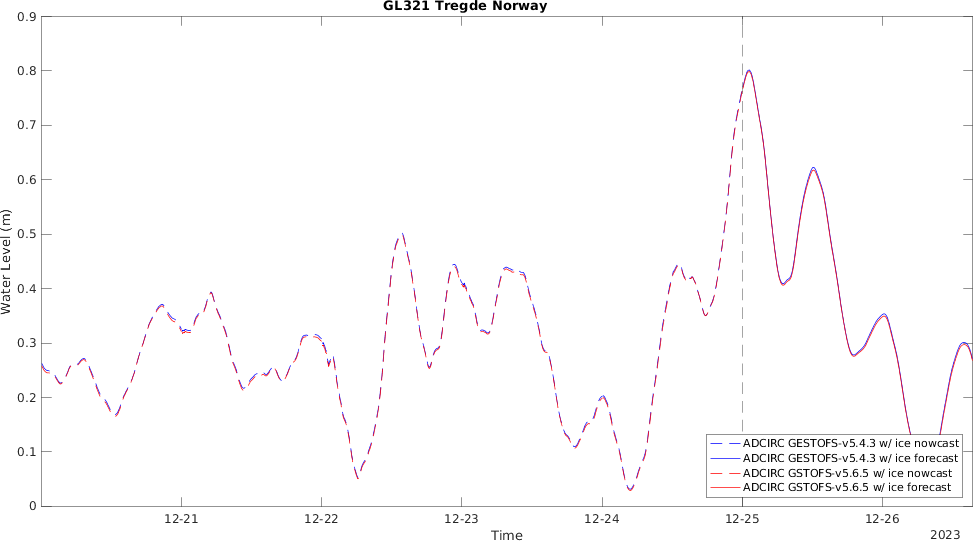 GL321 Tregde Norway
0.9
0.8
0.7
0.6
0.5
0.4
0.3
0.2
0.1
0
Water Level (m)
ADCIRC GESTOFS-v5.4.3 w/ ice nowcast
ADCIRC GESTOFS-v5.4.3 w/ ice forecast
ADCIRC GSTOFS-v5.6.5 w/ ice nowcast
ADCIRC GSTOFS-v5.6.5 w/ ice forecast
12-21 12-22 12-23 12-24 12-25 12-26
Time
2023